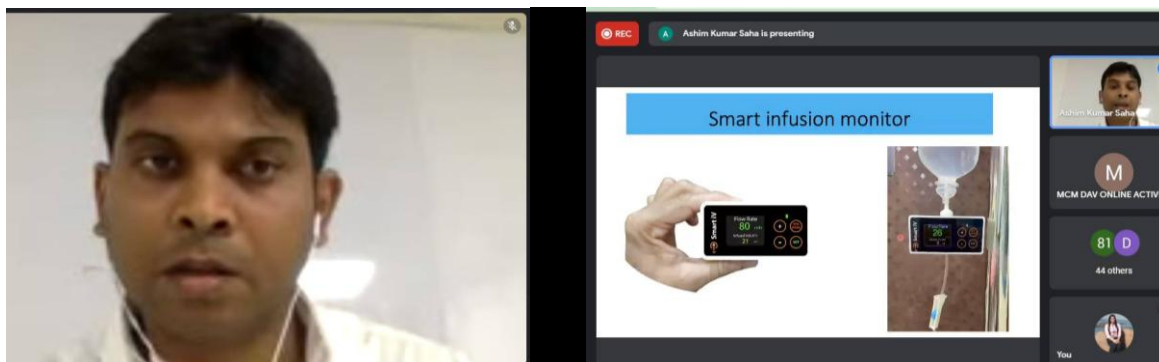 REC
A
Ashim Kumar Saha is presenting
Smart infusion monitor
Smart IV
Flow Rate
80
21
Flow Rate
26
Ashim Kumar Saha
M
MCM DAV ONLINE ACTIV
81 D
44 others
You